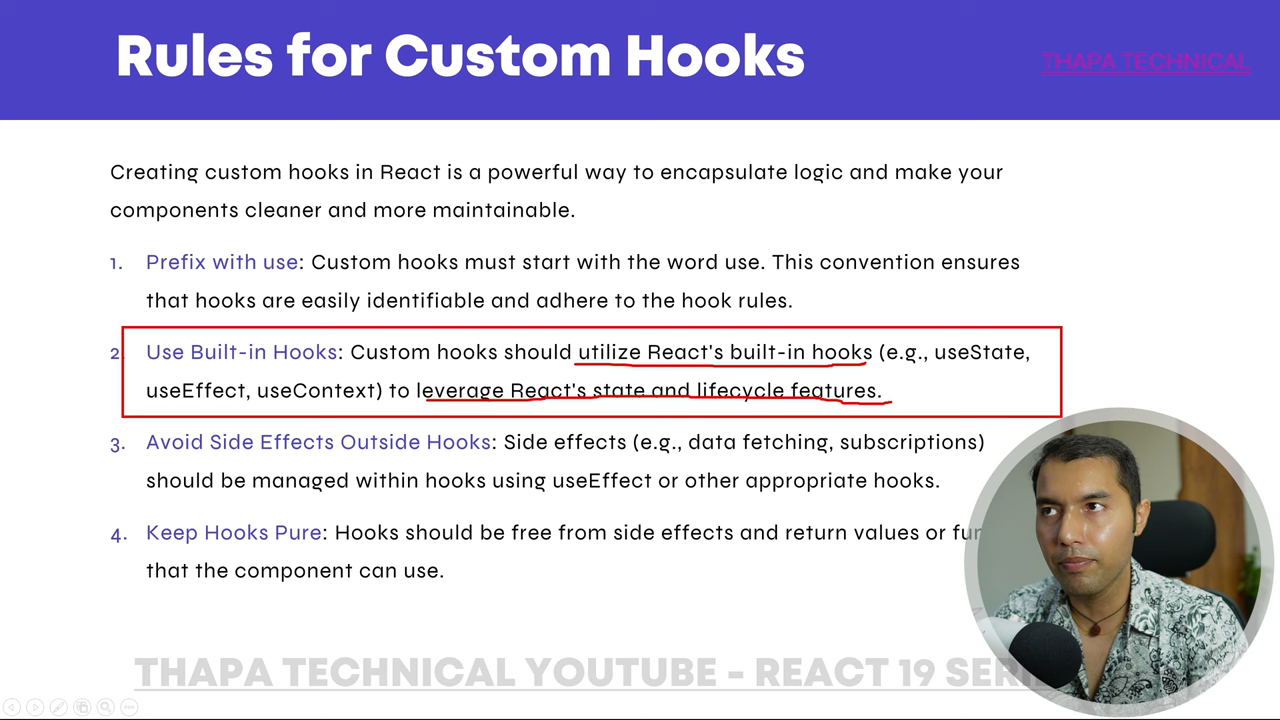 Rules for Custom Hooks
THAPA TECHNICAL
Creating custom hooks in React is a powerful way to encapsulate logic and make your
components cleaner and more maintainable.
1. Prefix with use: Custom hooks must start with the word use. This convention ensures
that hooks are easily identifiable and adhere to the hook rules.
2. Use Built-in Hooks: Custom hooks should utilize React's built-in hooks (e.g., useState,
useEffect, useContext) to leverage React's state and lifecycle features.
3. Avoid Side Effects Outside Hooks: Side effects (e.g., data fetching, subscriptions)
should be managed within hooks using useEffect or other appropriate hooks.
4. Keep Hooks Pure: Hooks should be free from side effects and return values or
that the component can use.
THAPA TECHNICAL YOUTUBE - REACT 19